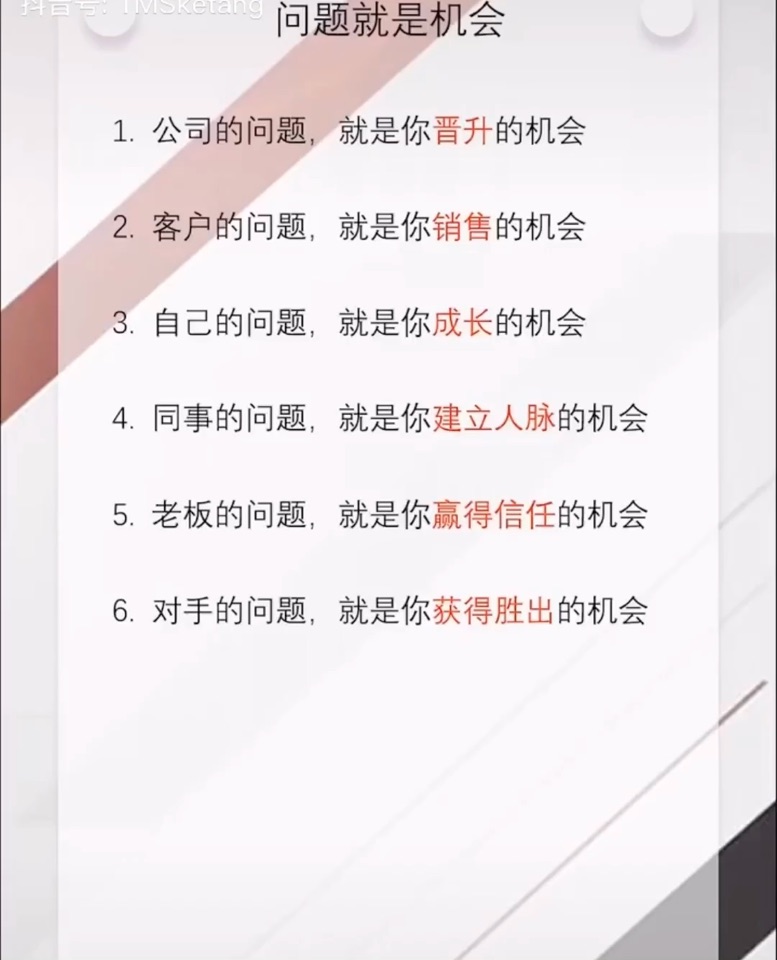 抖音号: TMSketang
问题就是机会
1. 公司的问题，就是你晋升的机会
2. 客户的问题，就是你销售的机会
3. 自己的问题，就是你成长的机会
4. 同事的问题，就是你建立人脉的机会
5. 老板的问题，就是你赢得信任的机会
6. 对手的问题，就是你获得胜出的机会